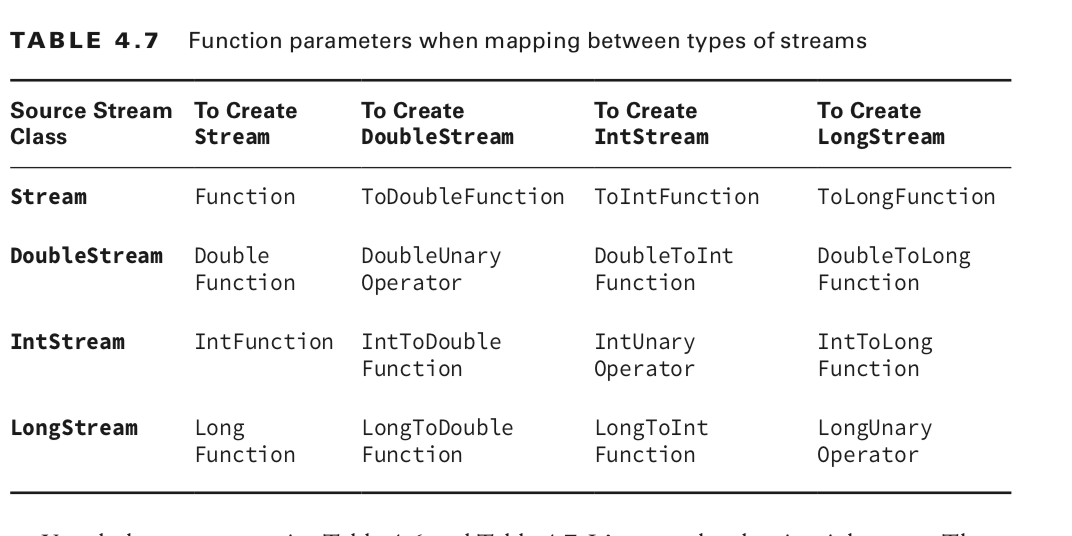 TABLE 4.7 Function parameters when mapping between types of streams
Source Stream To Create To Create To Create To Create
Class Stream DoubleStream IntStream LongStream
Stream Function ToDoubleFunction ToIntFunction ToLongFunction
DoubleStream Double DoubleUnary DoubleToInt DoubleToLong
Function Operator Function Function
IntStream IntFunction IntToDouble IntUnary IntToLong
Function Operator Function
LongStream Long LongToDouble LongToInt LongUnary
Function Function Function Operator